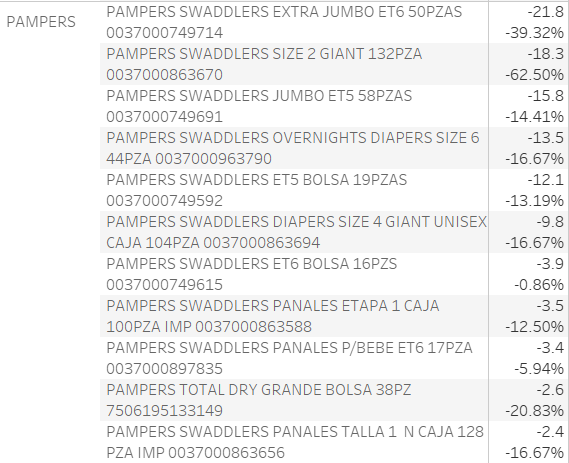 PAMPERS
PAMPERS SWADDLERS EXTRA JUMBO ET6 50PZAS -21.8
0037000749714 -39.32%
PAMPERS SWADDLERS SIZE 2 GIANT 132PZA -18.3
0037000863670 -62.50%
PAMPERS SWADDLERS JUMBO ET5 58PZAS -15.8
0037000749691 -14.41%
PAMPERS SWADDLERS OVERNIGHTS DIAPERS SIZE 6 -13.5
44PZA 0037000963790 -16.67%
PAMPERS SWADDLERS ET5 BOLSA 19PZAS -12.1
0037000749592 -13.19%
PAMPERS SWADDLERS DIAPERS SIZE 4 GIANT UNISEX -9.8
CAJA 104PZA 0037000863694 -16.67%
PAMPERS SWADDLERS ET6 BOLSA 16PZS -3.9
0037000749615 -0.86%
PAMPERS SWADDLERS PANALES ETAPA 1 CAJA -3.5
100PZA IMP 0037000863588 -12.50%
PAMPERS SWADDLERS PANALES P/BEBE ET6 17PZA -3.4
0037000897835 -5.94%
PAMPERS TOTAL DRY GRANDE BOLSA 38PZ -2.6
7506195133149 -20.83%
PAMPERS SWADDLERS PANALES TALLA 1 N CAJA 128 -2.4
PZA IMP 0037000863656 -16.67%